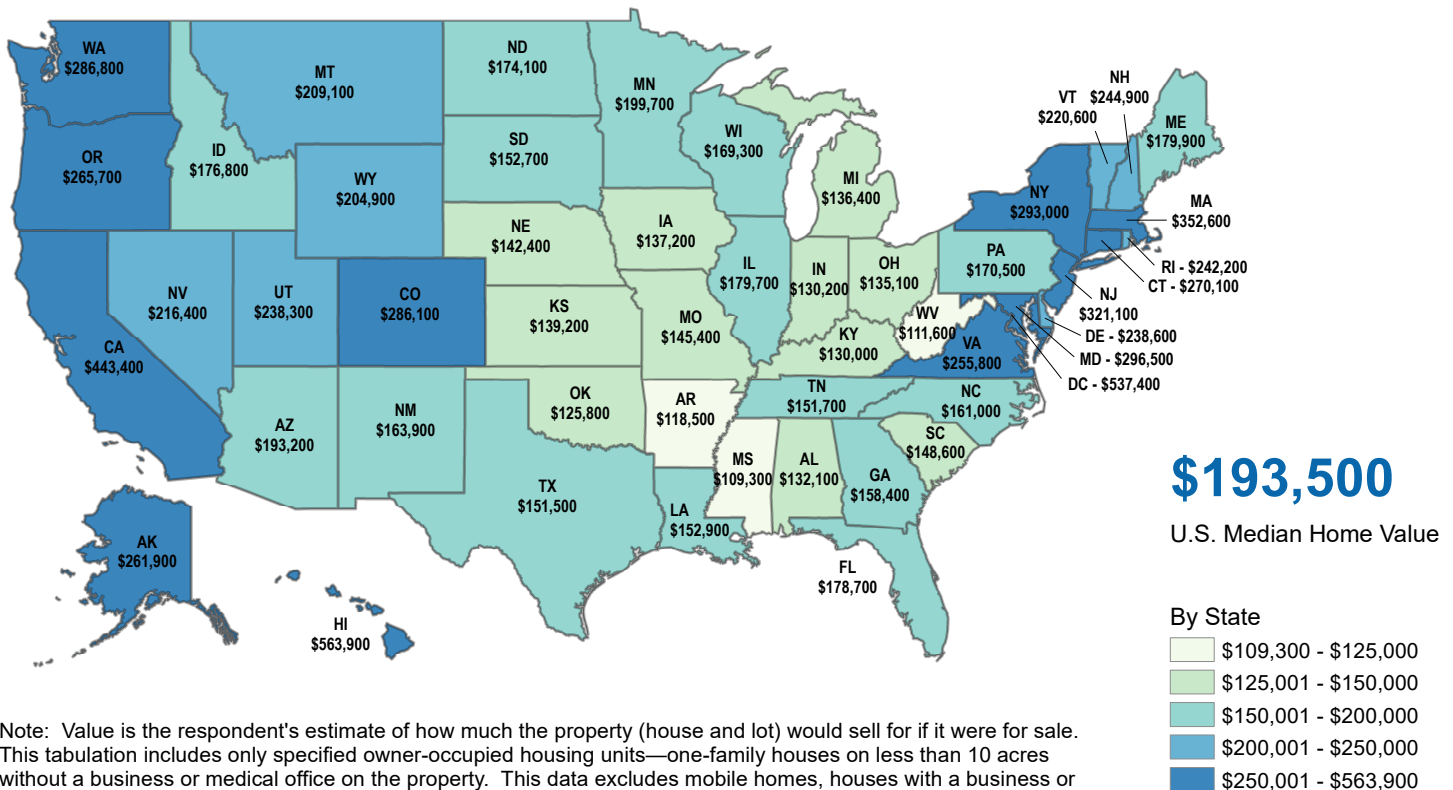 WA
$286,800
MT
$209,100
ND
$174,100
MN
$199,700
NH
$244,900
VT
$220,600
ME
$179,900
OR
$265,700
ID
$176,800
SD
$152,700
WI
$169,300
WY
$204,900
MI
$136,400
NY
$293,000
MA
$352,600
NE
$142,400
IA
$137,200
IL
$179,700
IN
$130,200
OH
$135,100
PA
$170,500
RI - $242,200
CT - $270,100
NJ
$321,100
NV
$216,400
UT
$238,300
CO
$286,100
KS
$139,200
MO
$145,400
KY
$130,000
WV
$111,600
VA
$255,800
DE - $238,600
MD - $296,500
DC - $537,400
CA
$443,400
AZ
$193,200
NM
$163,900
OK
$125,800
AR
$118,500
TN
$151,700
NC
$161,000
SC
$148,600
TX
$151,500
LA
$152,900
MS
$109,300
AL
$132,100
GA
$158,400
FL
$178,700
AK
$261,900
HI
$563,900
$193,500
U.S. Median Home Value
By State
$109,300 - $125,000
$125,001 - $150,000
$150,001 - $200,000
$200,001 - $250,000
$250,001 - $563,900
Note: Value is the respondent's estimate of how much the property (house and lot) would sell for if it were for sale.
This tabulation includes only specified owner-occupied housing units—one-family houses on less than 10 acres
without a business or medical office on the property. This data excludes mobile homes, houses with a business or